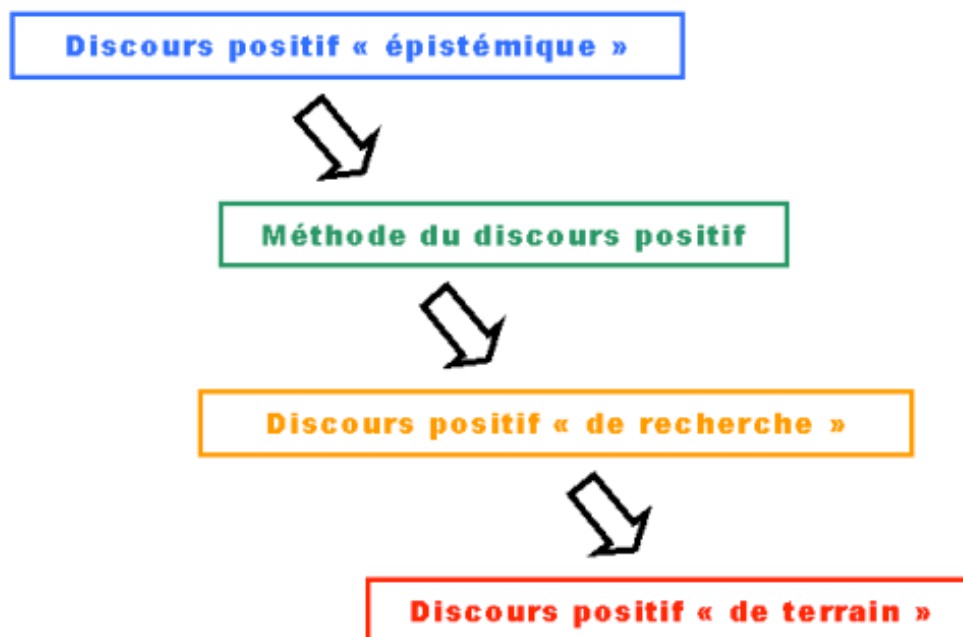 Discours positif « épistémique »
Méthode du discours positif
Discours positif « de recherche »
Discours positif « de terrain »